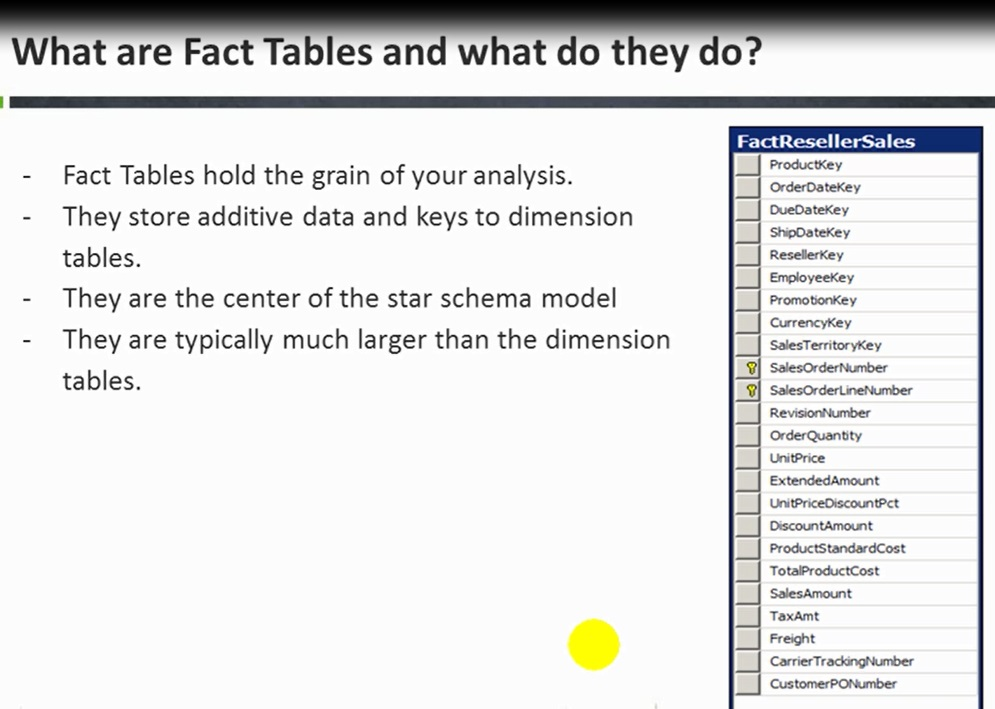 What are Fact Tables and what do they do?
- Fact Tables hold the grain of your analysis.
- They store additive data and keys to dimension
tables.
- They are the center of the star schema model
- They are typically much larger than the dimension
tables.
FactResellerSales
ProductKey
OrderDateKey
DueDateKey
ShipDateKey
ResellerKey
EmployeeKey
PromotionKey
CurrencyKey
SalesTerritoryKey
SalesOrderNumber
SalesOrderLineNumber
RevisionNumber
OrderQuantity
UnitPrice
ExtendedAmount
UnitPriceDiscountPct
DiscountAmount
ProductStandardCost
TotalProductCost
SalesAmount
TaxAmt
Freight
CarrierTrackingNumber
CustomerPONumber